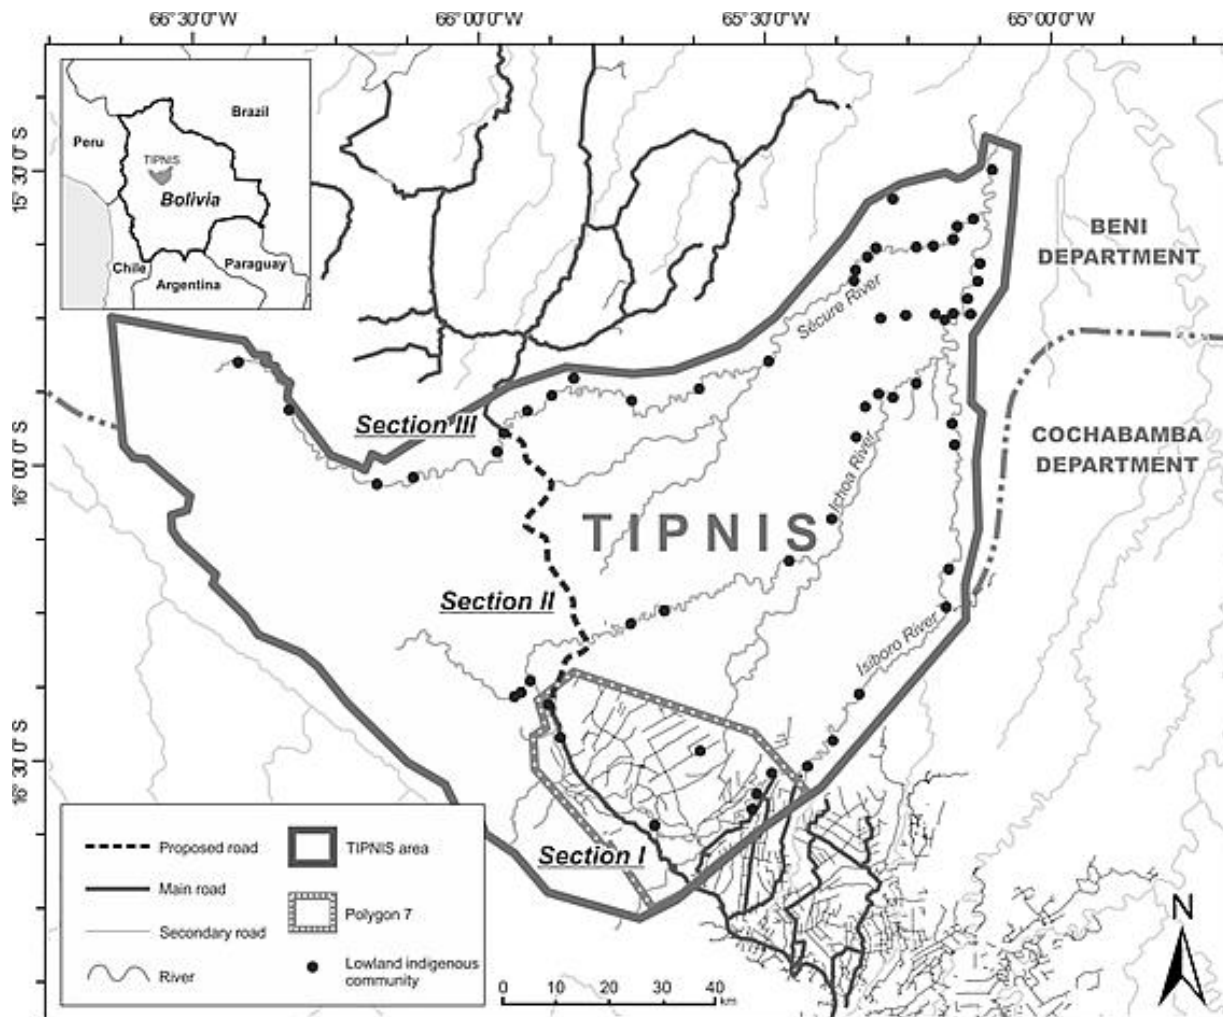 66°30'0"W
66°00'0"W
65°30'0"W
65°00'0"W
15°30'0"S
16°00'0"S
16°30'0"S
Brazil
Peru
TIPNIS
Bolivia
Chile
Paraguay
Argentina
BENI
DEPARTMENT
Sécure River
Section III
COCHABAMBA
DEPARTMENT
Ichoa River
TIPNIS
Section II
Isiboro River
Section I
Proposed road
Main road
Secondary road
River
TIPNIS area
Polygon 7
Lowland indigenous
community
0 10 20 30 40
km
N